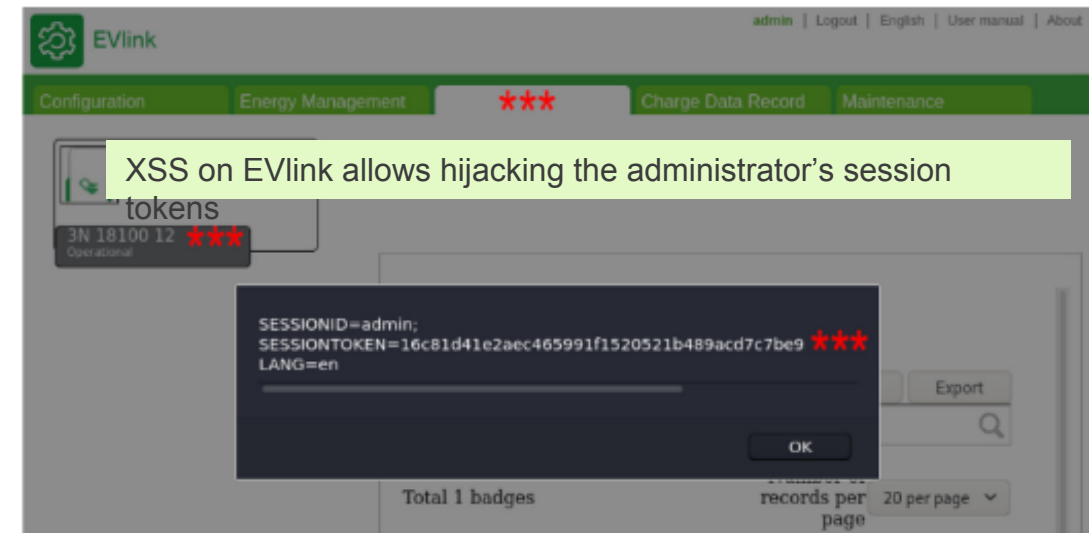 admin | Logout | English | User manual | About
EVlink
Configuration Energy Management *** Charge Data Record Maintenance
XSS on EVlink allows hijacking the administrator’s session
tokens
3N 18100 12 ***
Operational
SESSIONID=admin;
SESSIONTOKEN=16c81d41e2aec465991f1520521b489acd7c7be9 ***
LANG=en
Export
OK
Total 1 badges
records per 20 per page
page